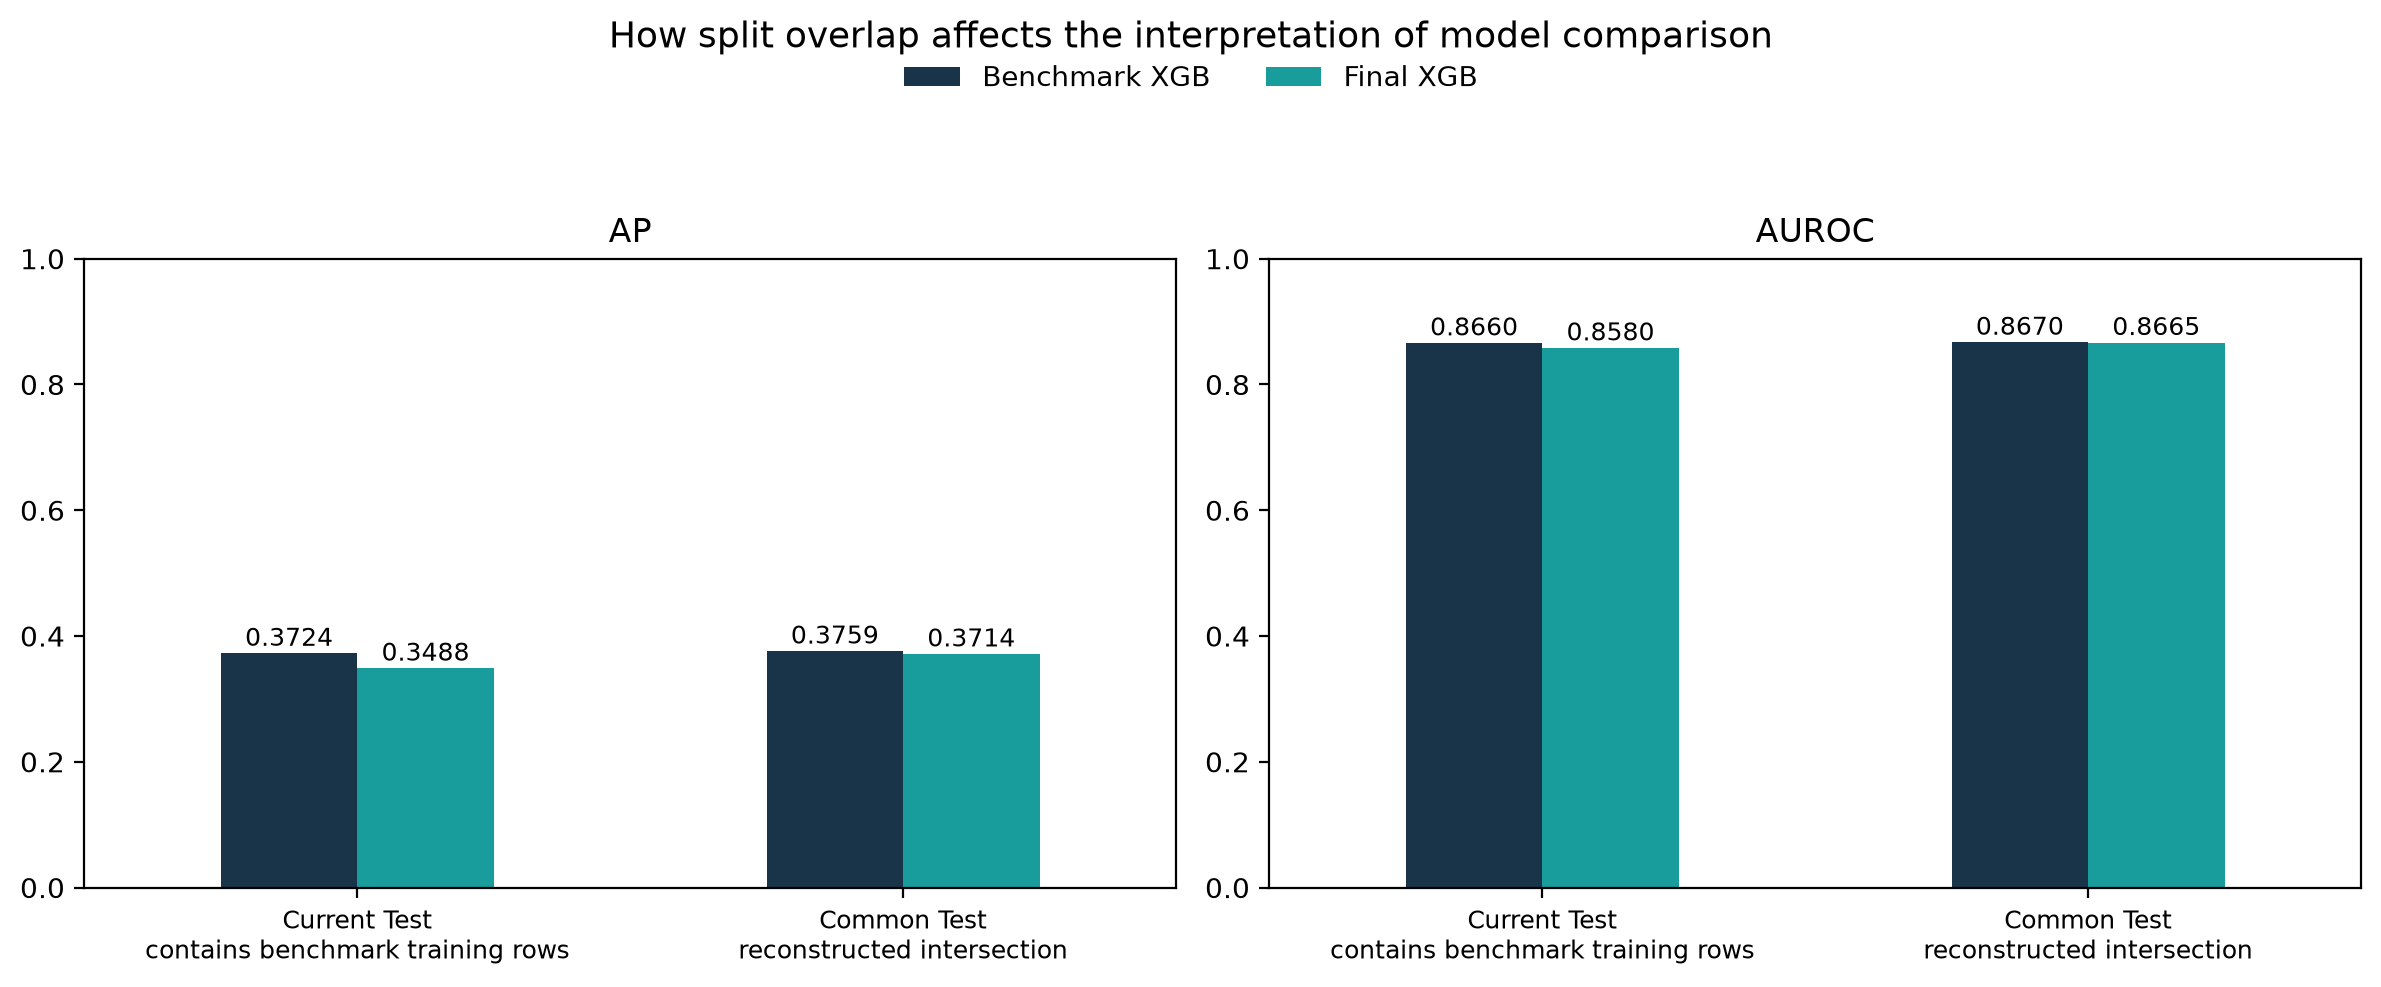 How split overlap affects the interpretation of model comparison
Benchmark XGB
Final XGB
AP
1.0
0.8
0.6
0.4
0.2
0.0
0.3724
0.3488
0.3759
0.3714
Current Test
contains benchmark training rows
Common Test
reconstructed intersection
AUROC
1.0
0.8
0.6
0.4
0.2
0.0
0.8660
0.8580
0.8670
0.8665
Current Test
contains benchmark training rows
Common Test
reconstructed intersection